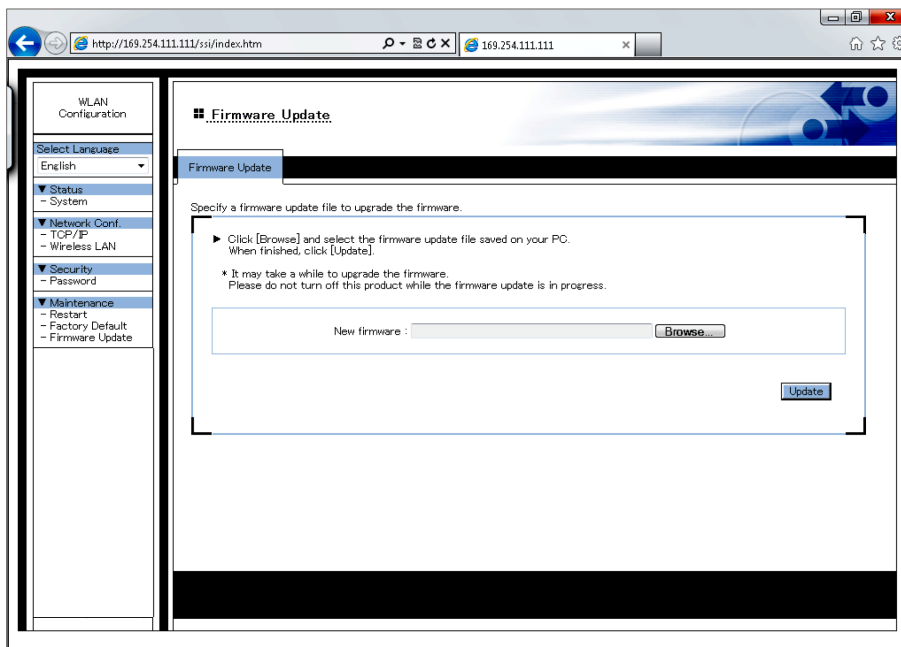 http://169.254.111.111/ssi/index.htm
169.254.111.111
WLAN
Configuration
Select Language
English
▼ Status
- System
▼ Network Conf.
- TCP/IP
- Wireless LAN
▼ Security
- Password
▼ Maintenance
- Restart
- Factory Default
- Firmware Update
Firmware Update
Firmware Update
Specify a firmware update file to upgrade the firmware.
► Click [Browse] and select the firmware update file saved on your PC.
When finished, click [Update].
* It may take a while to upgrade the firmware.
Please do not turn off this product while the firmware update is in progress.
New firmware :
Browse...
Update